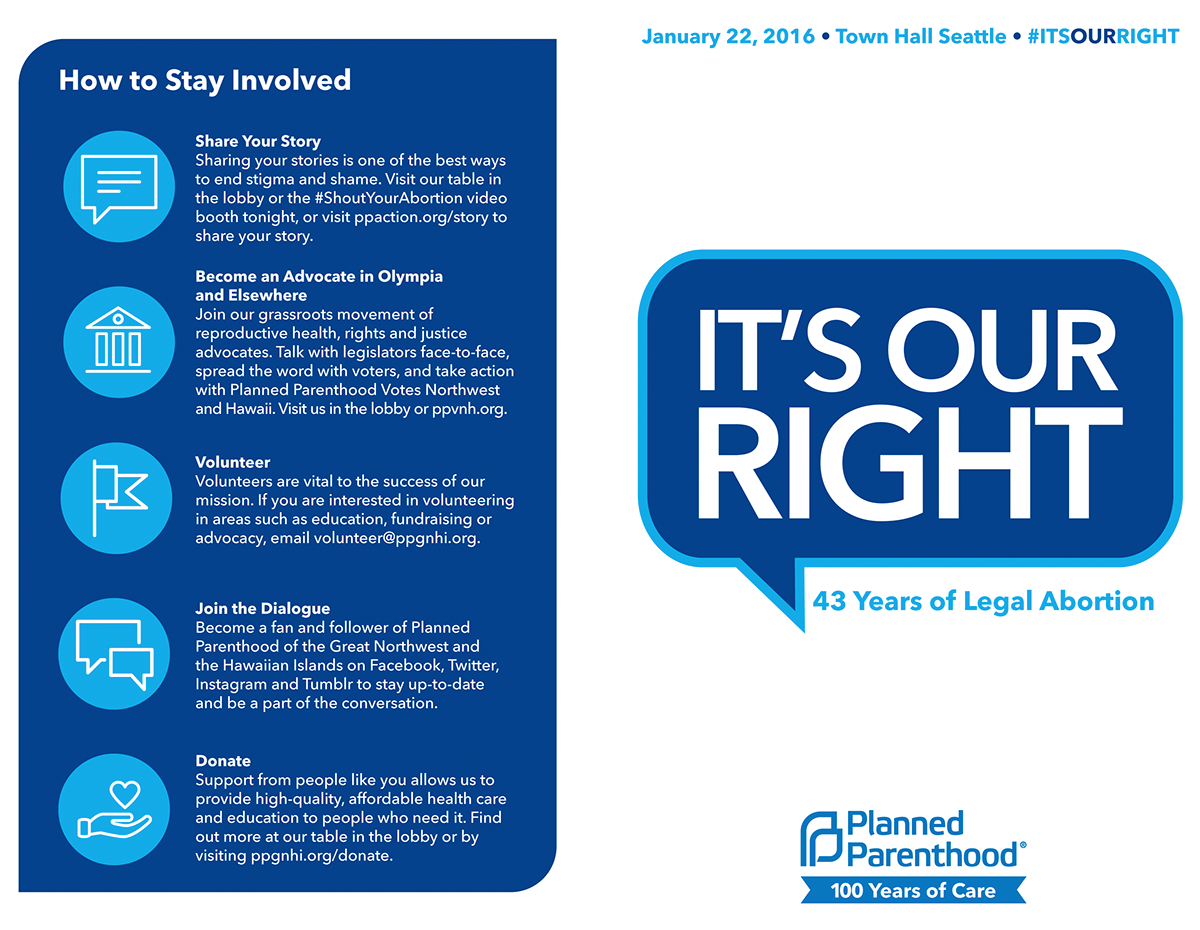 How to Stay Involved
Share Your Story
Sharing your stories is one of the best ways
to end stigma and shame. Visit our table in
the lobby or the #ShoutYourAbortion video
booth tonight, or visit ppaction.org/story to
share your story.
Become an Advocate in Olympia
and Elsewhere
Join our grassroots movement of
reproductive health, rights and justice
advocates. Talk with legislators face-to-face,
spread the word with voters, and take action
with Planned Parenthood Votes Northwest
and Hawaii. Visit us in the lobby or ppvnh.org.
Volunteer
Volunteers are vital to the success of our
mission. If you are interested in volunteering
in areas such as education, fundraising or
advocacy, email volunteer@ppgnhi.org.
Join the Dialogue
Become a fan and follower of Planned
Parenthood of the Great Northwest and
the Hawaiian Islands on Facebook, Twitter,
Instagram and Tumblr to stay up-to-date
and be a part of the conversation.
Donate
Support from people like you allows us to
provide high-quality, affordable health care
and education to people who need it. Find
out more at our table in the lobby or by
visiting ppgnhi.org/donate.
January 22, 2016 • Town Hall Seattle • #ITSOURRIGHT
IT'S OUR
RIGHT
43 Years of Legal Abortion
Planned
Parenthood®
100 Years of Care